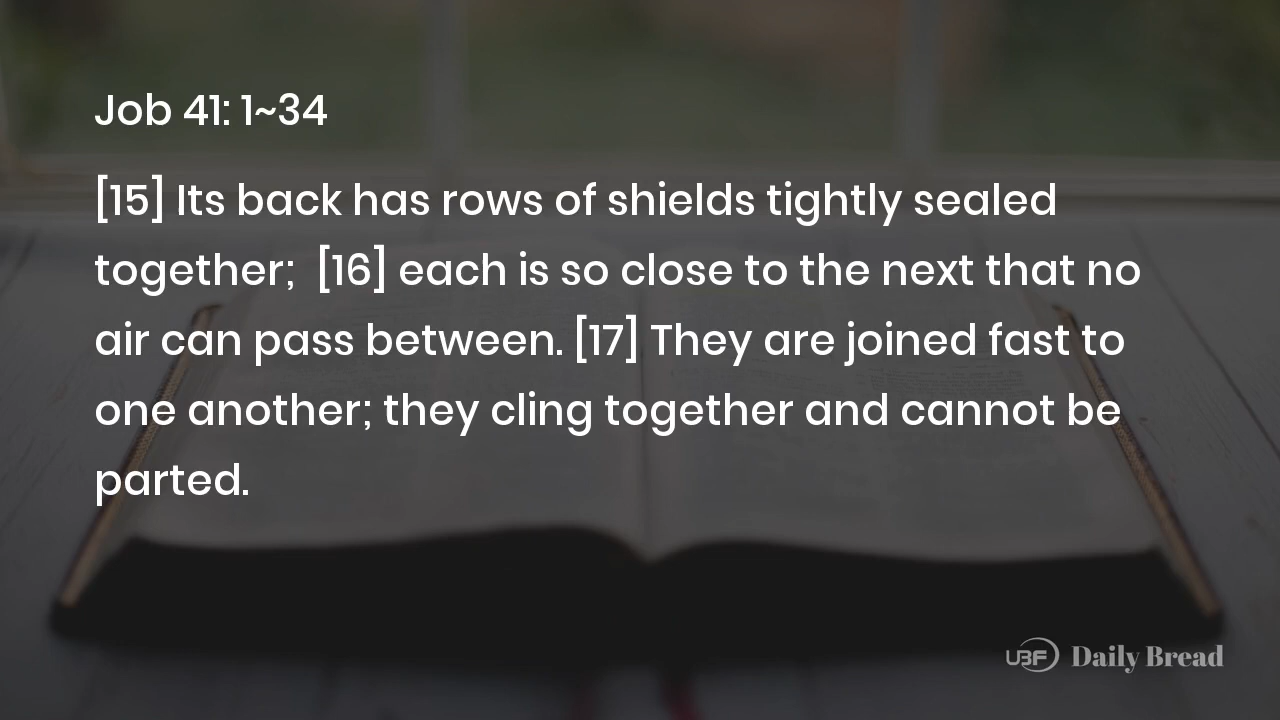 Job 41: 1~34
[15] Its back has rows of shields tightly sealed
together;  [16] each is so close to the next that no
air can pass between. [17] They are joined fast to
one another; they cling together and cannot be
parted.
UBF Daily Bread